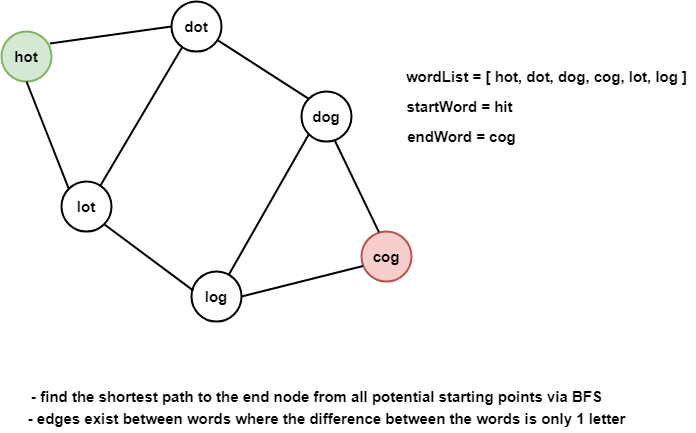 dot
hot
wordList = [ hot, dot, dog, cog, lot, log ]
startWord = hit
dog
endWord = cog
lot
cog
log
- find the shortest path to the end node from all potential starting points via BFS
- edges exist between words where the difference between the words is only 1 letter